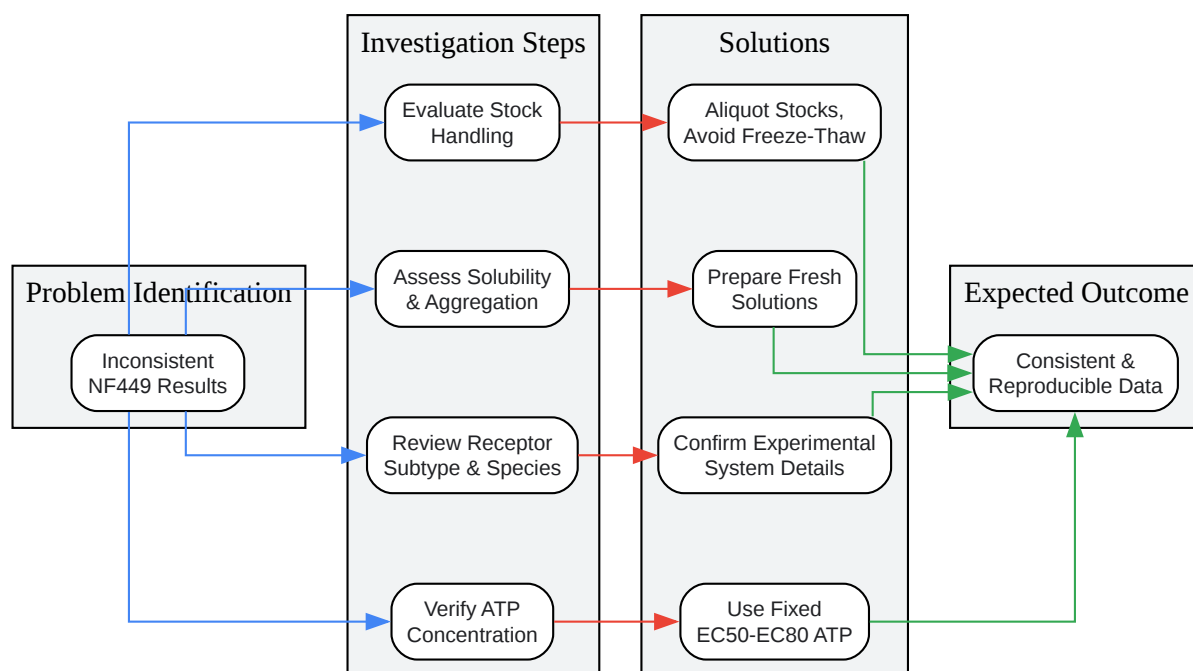 Problem Identification
Inconsistent
NF449 Results
Investigation Steps
Evaluate Stock
Handling
Assess Solubility
& Aggregation
Review Receptor
Subtype & Species
Verify ATP
Concentration
Solutions
Aliquot Stocks,
Avoid Freeze-Thaw
Prepare Fresh
Solutions
Confirm Experimental
System Details
Use Fixed
EC50-EC80 ATP
Expected Outcome
Consistent &
Reproducible Data